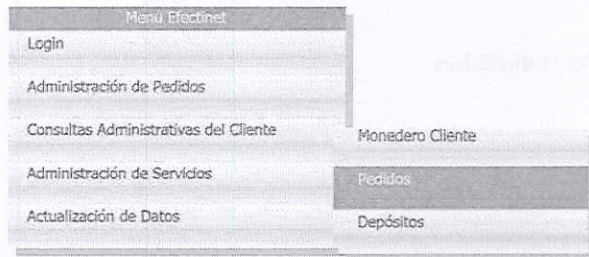 Menú Efectinet
Login
Administración de Pedidos
Consultas Administrativas del Cliente
Administración de Servicios
Actualización de Datos
Monedero Cliente
Pedidos
Depósitos